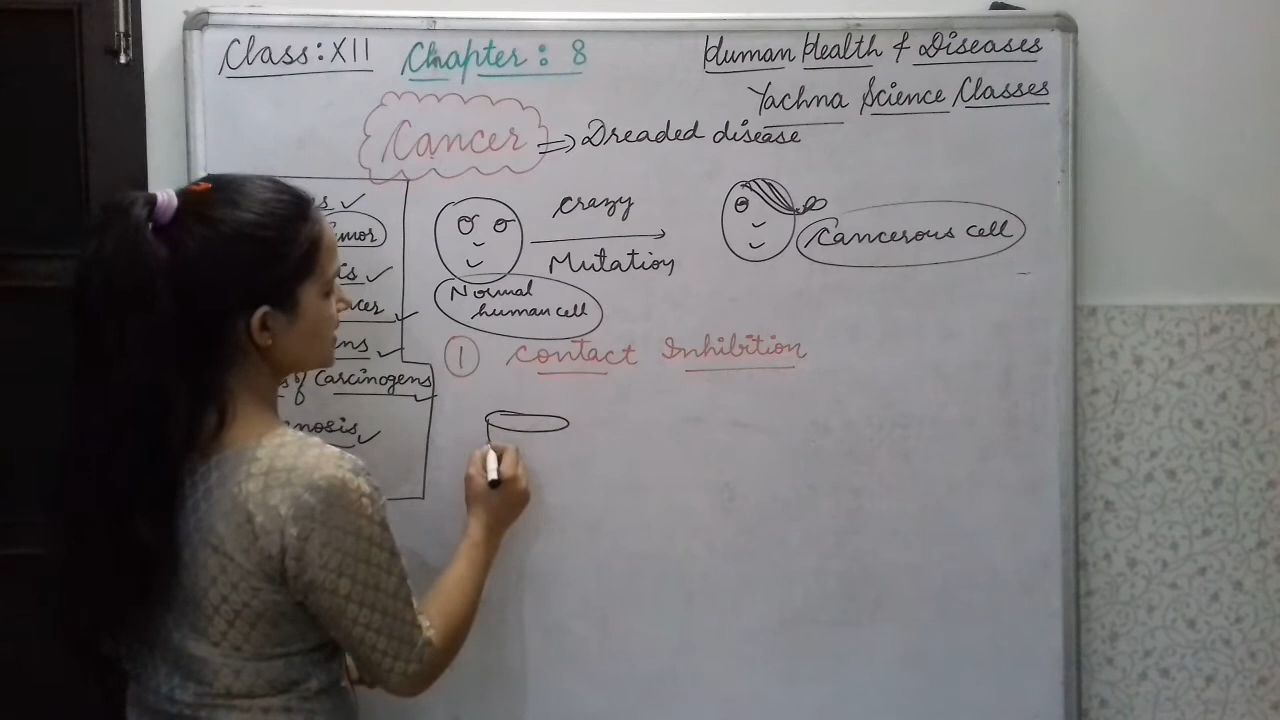 Class: XII Chapter: 8 Human Health & Diseases
Yachna Science Classes
Cancer => Dreaded disease
Crazy
Mutation
Normal
human cell
Cancerous cell
① Contact Inhibition
of Carcinogens